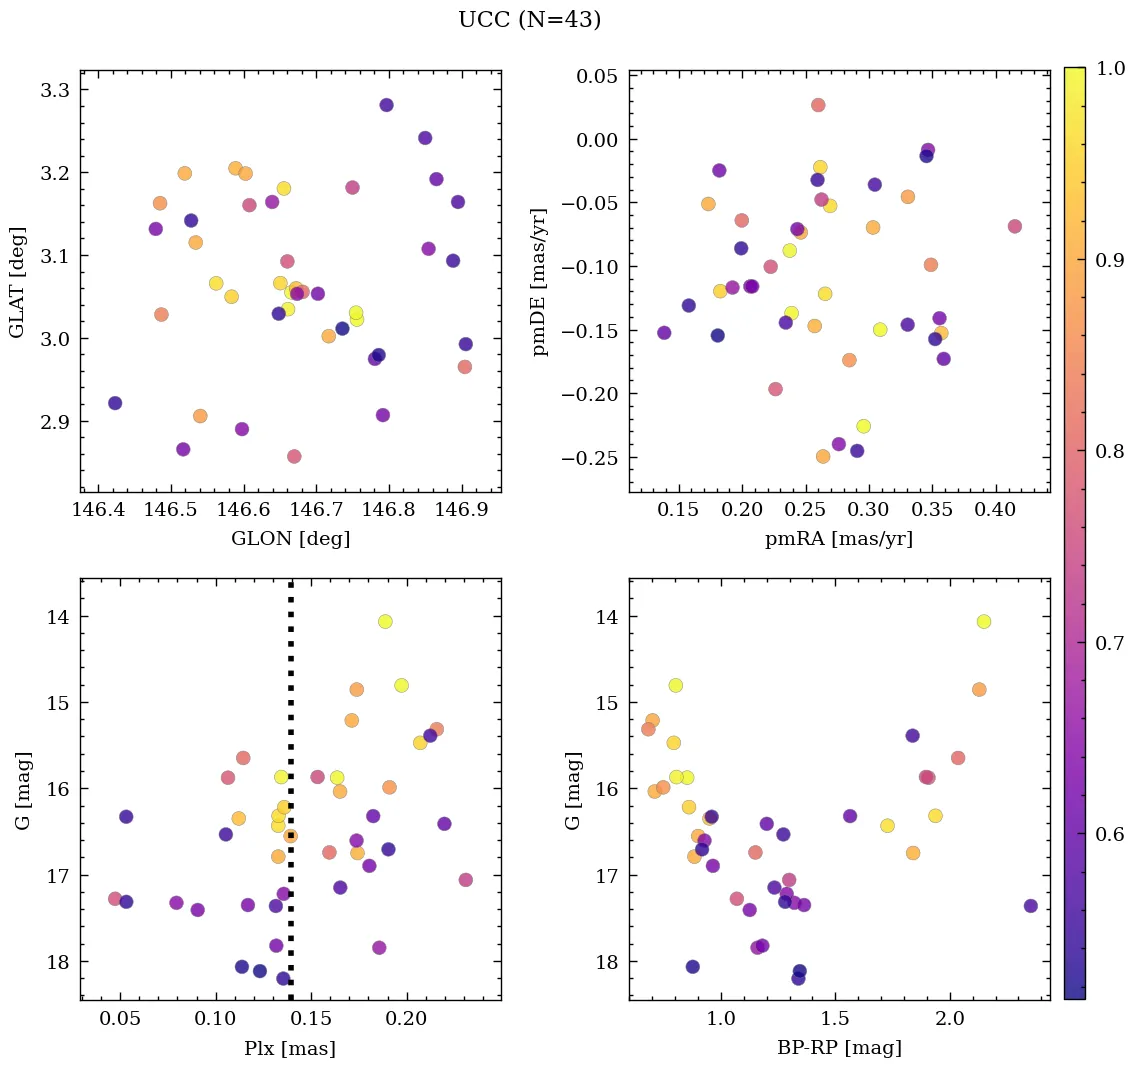 UCC (N=43)
3.3
3.2
3.1
3.0
2.9
GLAT [deg]
146.4 146.5 146.6 146.7 146.8 146.9
GLON [deg]
0.05
0.00
−0.05
−0.10
−0.15
−0.20
−0.25
pmDE [mas/yr]
0.15 0.20 0.25 0.30 0.35 0.40
pmRA [mas/yr]
14
15
16
17
18
G [mag]
0.05 0.10 0.15 0.20
Plx [mas]
14
15
16
17
18
G [mag]
1.0 1.5 2.0
BP-RP [mag]
1.0
0.9
0.8
0.7
0.6